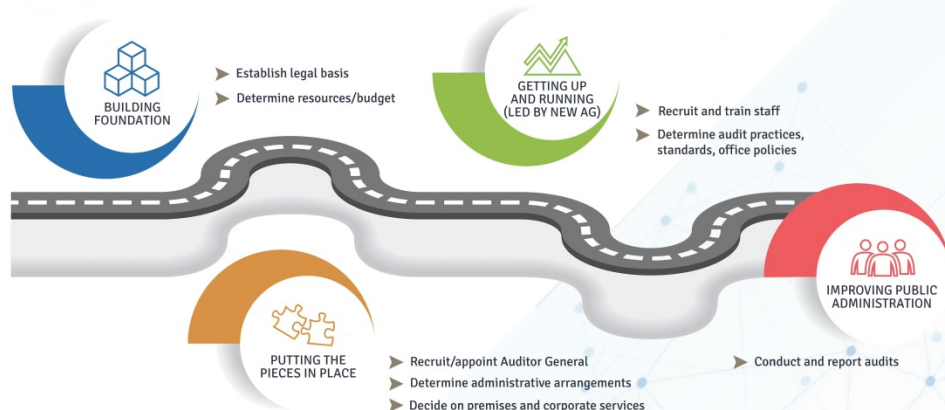 BUILDING
FOUNDATION
Establish legal basis
Determine resources/budget
PUTTING THE
PIECES IN PLACE
Recruit/appoint Auditor General
Determine administrative arrangements
Decide on premises and corporate services
GETTING UP
AND RUNNING
(LED BY NEW AG)
Recruit and train staff
Determine audit practices,
standards, office policies
IMPROVING PUBLIC
ADMINISTRATION
Conduct and report audits